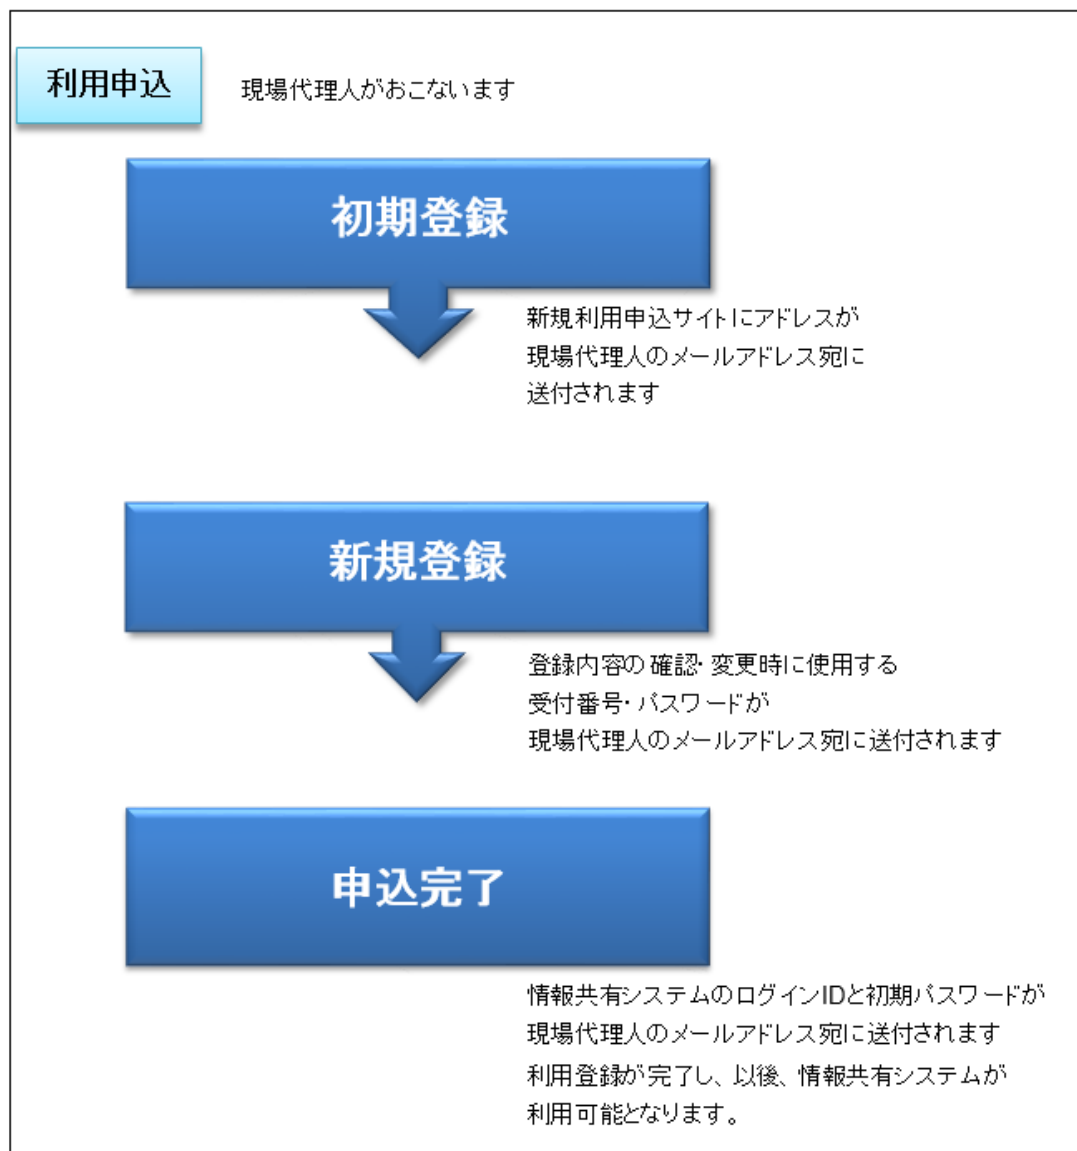 利用申込
現場代理人がおこないます
初期登録
新規利用申込サイトにアドレスが
現場代理人のメールアドレス宛に
送付されます
新規登録
登録内容の確認・変更時に使用する
受付番号・パスワードが
現場代理人のメールアドレス宛に送付されます
申込完了
情報共有システムのログインIDと初期パスワードが
現場代理人のメールアドレス宛に送付されます
利用登録が完了し、以後、情報共有システムが
利用可能となります。